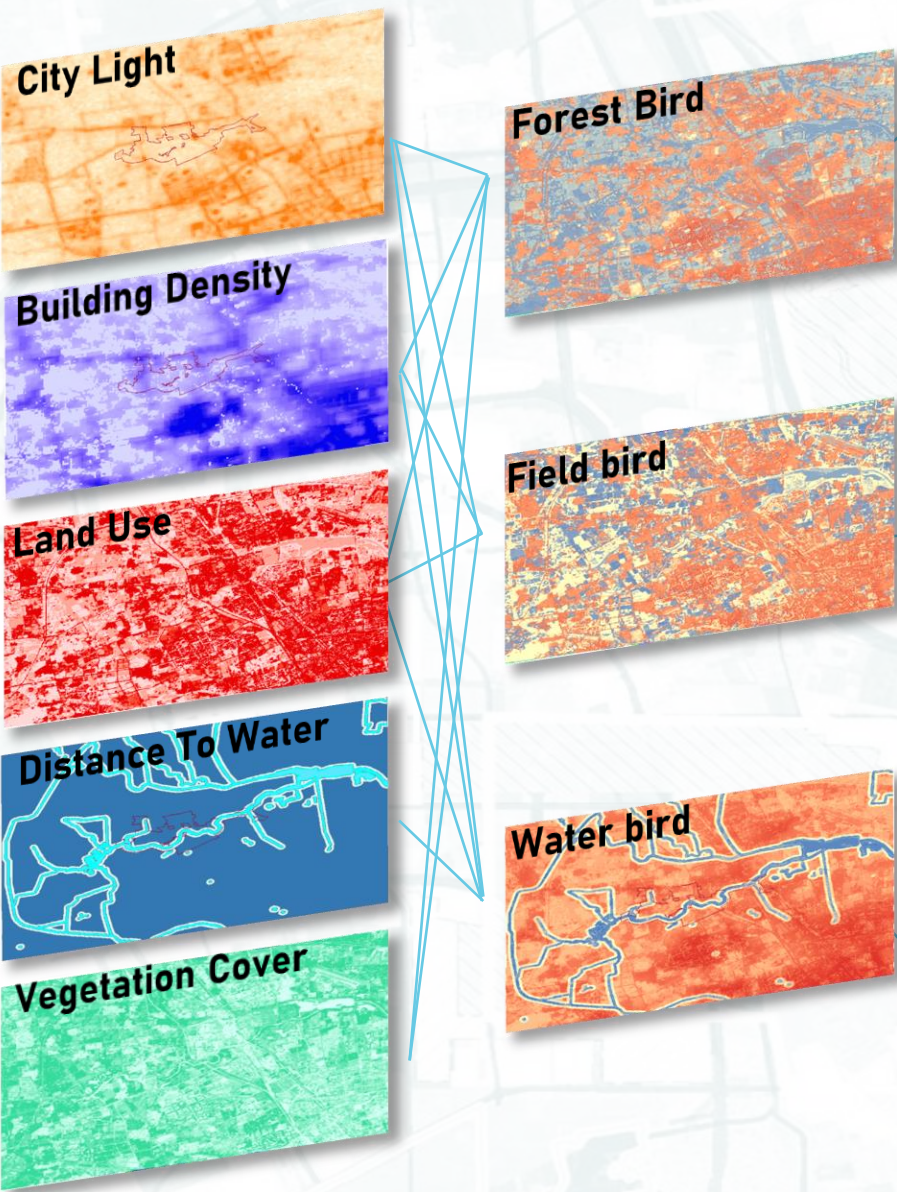 City Light
Building Density
Land Use
Distance To Water
Vegetation Cover
Forest Bird
Field bird
Water bird